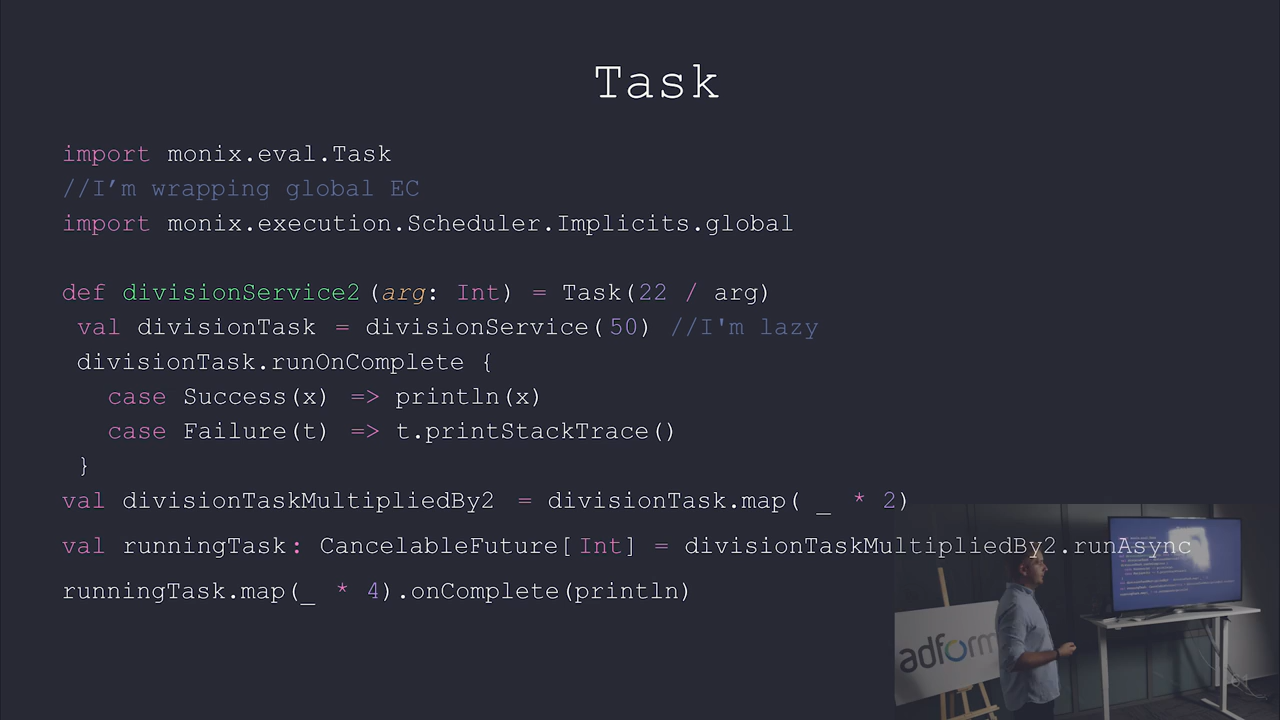 Task
import monix.eval.Task
//I’m wrapping global EC
import monix.execution.Scheduler.Implicits.global
def divisionService2(arg: Int) = Task(22 / arg)
val divisionTask = divisionService(50) //I'm lazy
divisionTask.runOnComplete {
case Success(x) => println(x)
case Failure(t) => t.printStackTrace()
}
val divisionTaskMultipliedBy2 = divisionTask.map( _ * 2)
val runningTask: CancelableFuture[Int] = divisionTaskMultipliedBy2.runAsync
runningTask.map(_ * 4).onComplete(println)
adform